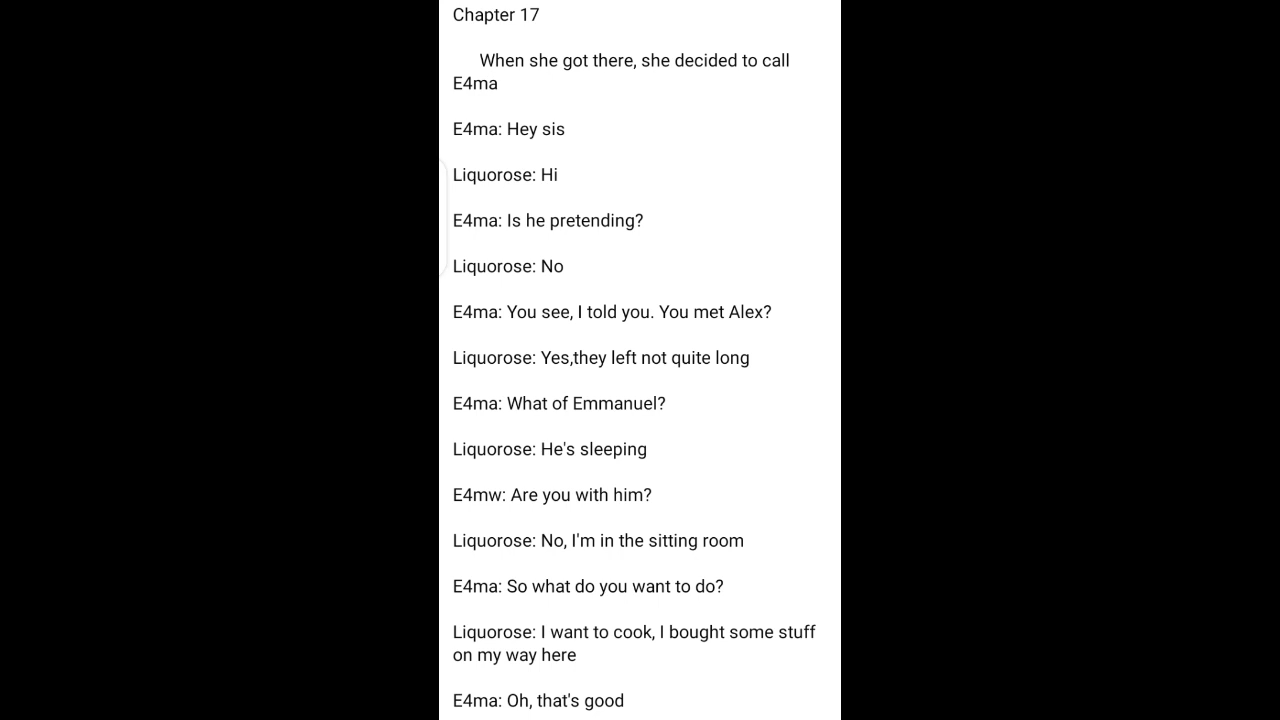 Chapter 17
When she got there, she decided to call
E4ma
E4ma: Hey sis
Liquorose: Hi
E4ma: Is he pretending?
Liquorose: No
E4ma: You see, I told you. You met Alex?
Liquorose: Yes,they left not quite long
E4ma: What of Emmanuel?
Liquorose: He's sleeping
E4mw: Are you with him?
Liquorose: No, I'm in the sitting room
E4ma: So what do you want to do?
Liquorose: I want to cook, I bought some stuff
on my way here
E4ma: Oh, that's good